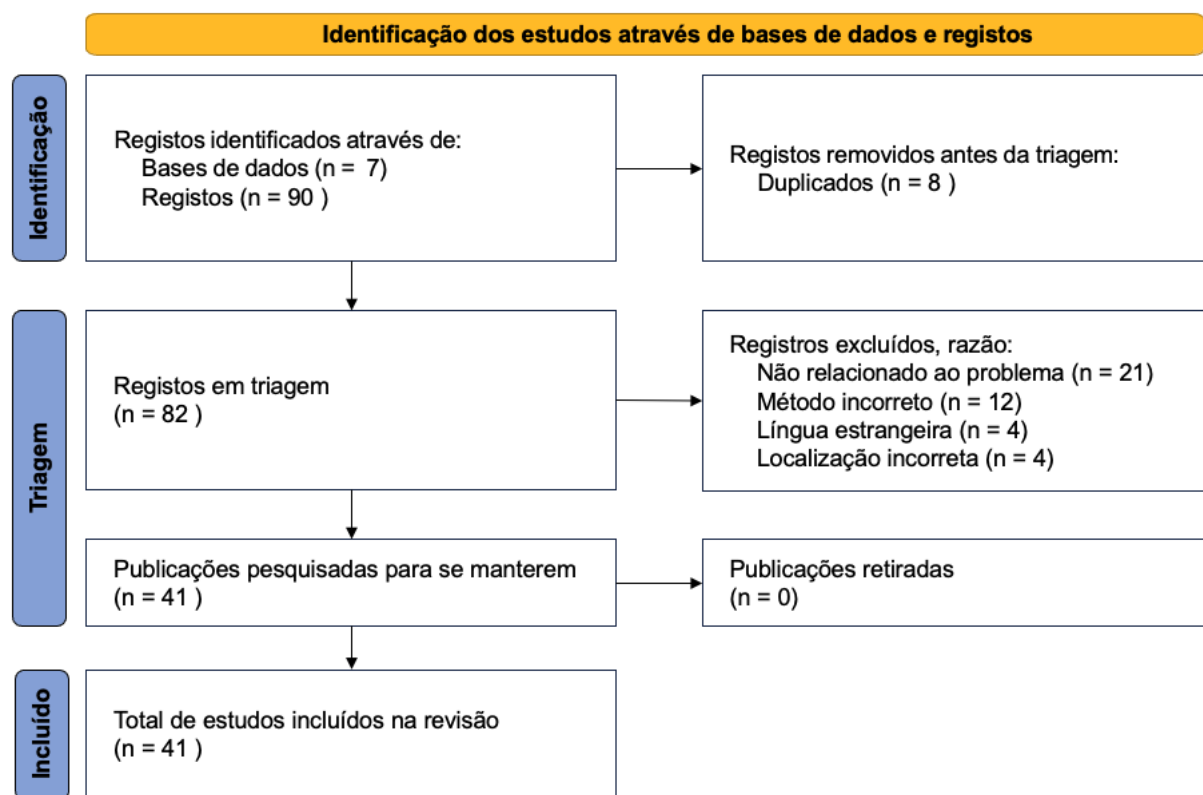 Identificação dos estudos através de bases de dados e registos
Identificação
Registos identificados através de:
Bases de dados (n = 7)
Registos (n = 90 )
Registos removidos antes da triagem:
Duplicados (n = 8 )
Triagem
Registos em triagem
(n = 82 )
Registros excluídos, razão:
Não relacionado ao problema (n = 21)
Método incorreto (n = 12)
Língua estrangeira (n = 4)
Localização incorreta (n = 4)
Publicações pesquisadas para se manterem
(n = 41 )
Publicações retiradas
(n = 0)
Incluído
Total de estudos incluídos na revisão
(n = 41 )